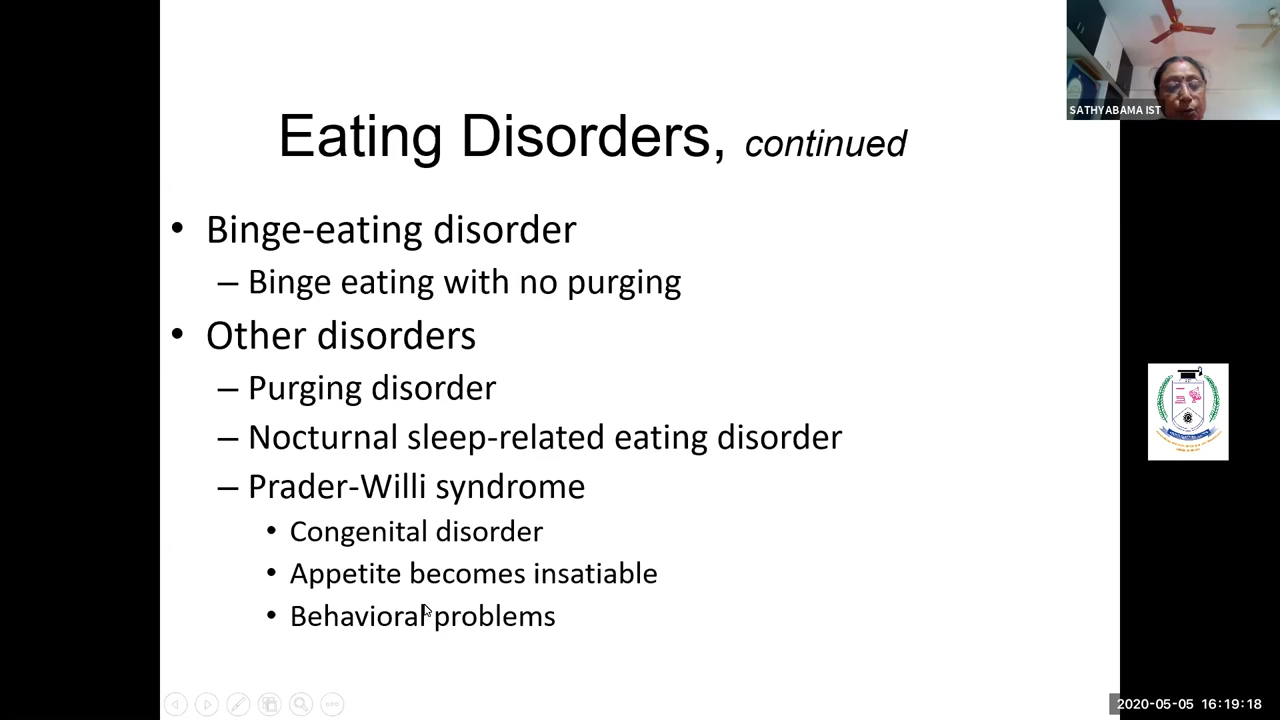 SATHYABAMA IST
Eating Disorders, continued
• Binge-eating disorder
– Binge eating with no purging
• Other disorders
– Purging disorder
– Nocturnal sleep-related eating disorder
– Prader-Willi syndrome
• Congenital disorder
• Appetite becomes insatiable
• Behavioral problems
2020-05-05 16:19:18